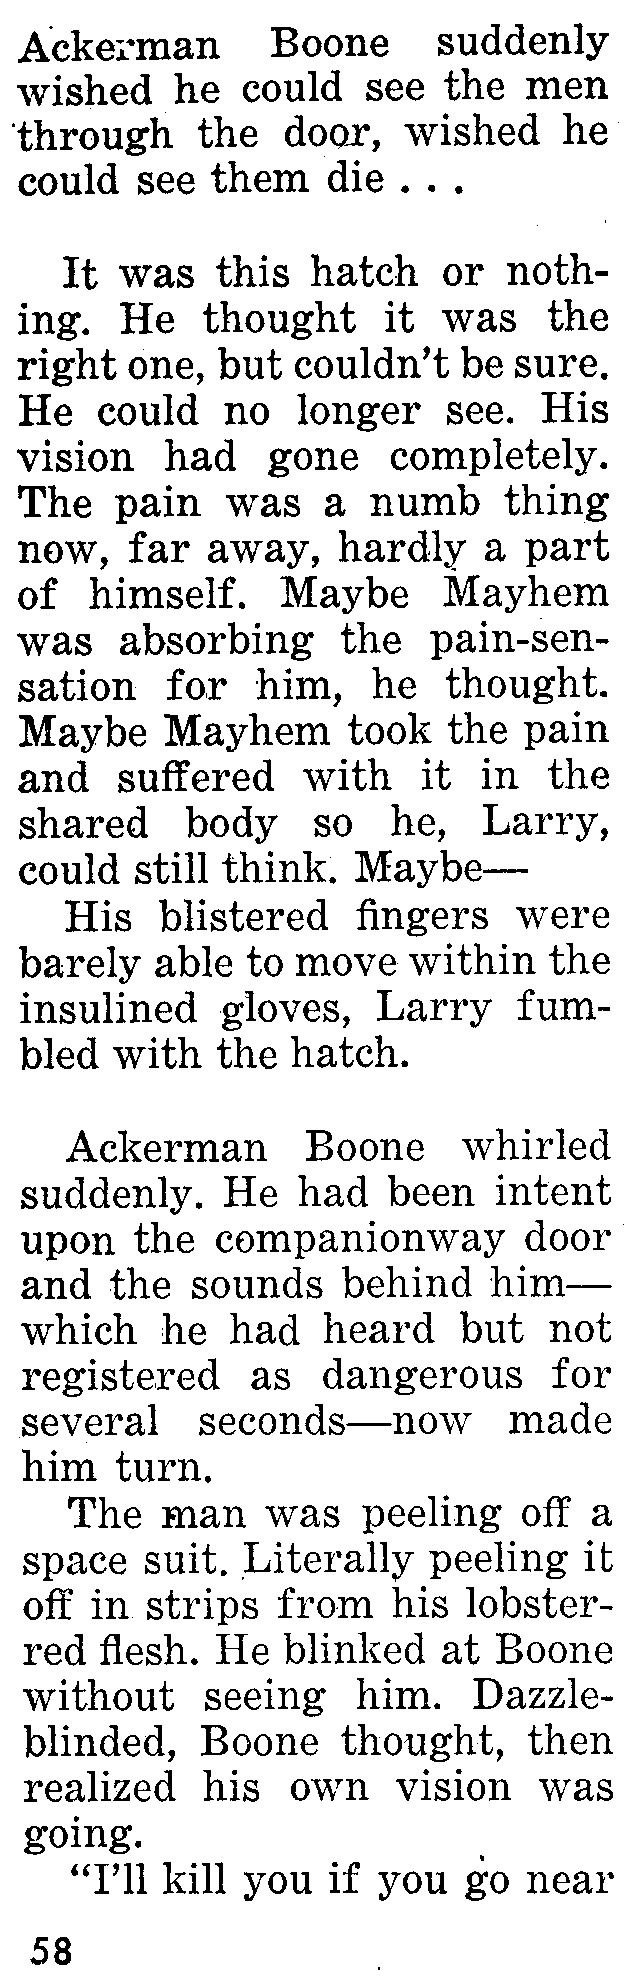 Ackerman Boone suddenly
wished he could see the men
through the door, wished he
could see them die . . .
It was this hatch or noth-
ing. He thought it was the
right one, but couldn't be sure.
He could no longer see. His
vision had gone completely.
The pain was a numb thing
now, far away, hardly a part
of himself. Maybe Mayhem
was absorbing the pain-sen-
sation for him, he thought.
Maybe Mayhem took the pain
and suffered with it in the
shared body so he, Larry,
could still think. Maybe—
His blistered fingers were
barely able to move within the
insulined gloves, Larry fum-
bled with the hatch.
Ackerman Boone whirled
suddenly. He had been intent
upon the companionway door
and the sounds behind him—
which he had heard but not
registered as dangerous for
several seconds—now made
him turn.
The man was peeling off a
space suit. Literally peeling it
off in strips from his lobster-
red flesh. He blinked at Boone
without seeing him. Dazzle-
blinded, Boone thought, then
realized his own vision was
going.
"I'll kill you if you go near
58